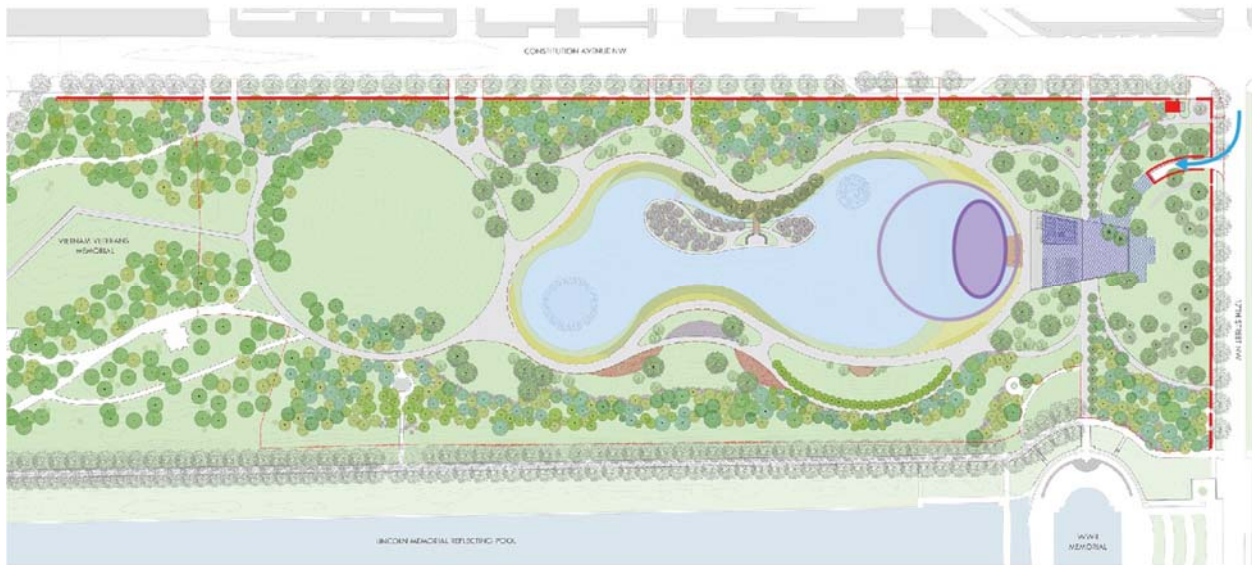 CONSTITUTION AVENUE NW
VIETNAM VETERANS
MEMORIAL
17TH STREET NW
LINCOLN MEMORIAL REFLECTING POOL
WWII
MEMORIAL